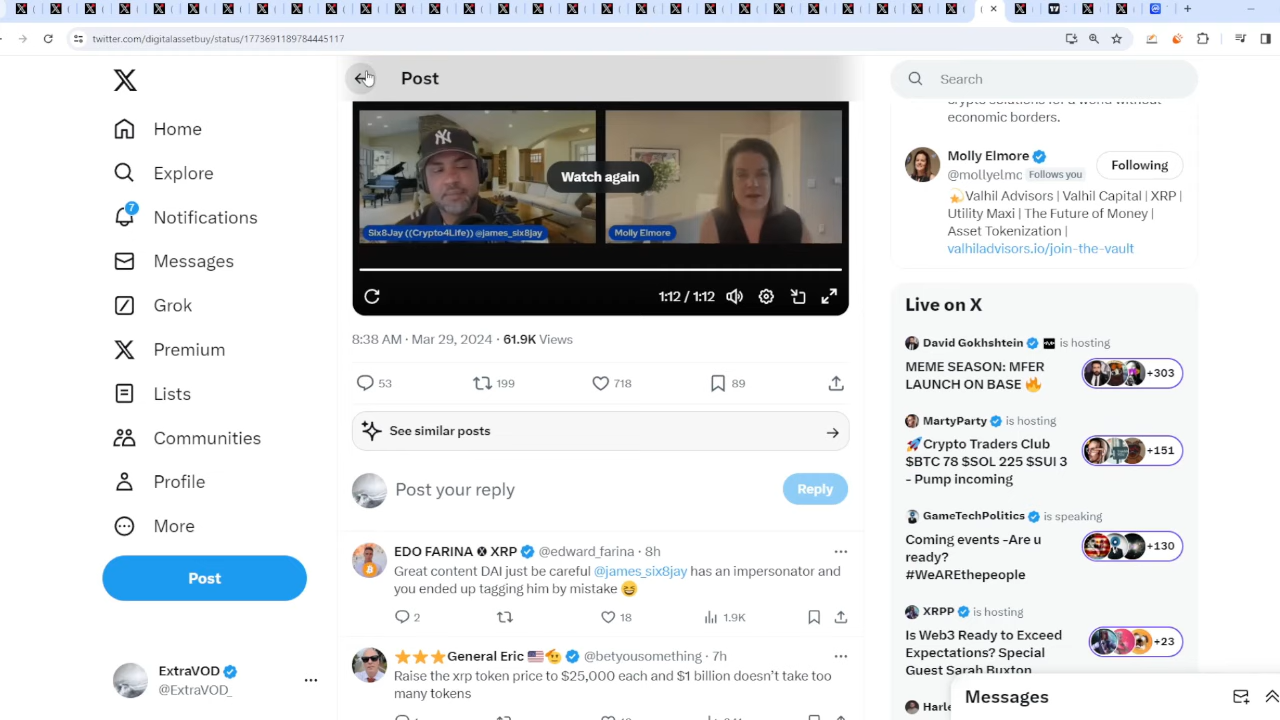 twitter.com/digitalassetbuy/status/1773691189784445117
Post
Search
Home
Explore
7
Notifications
Messages
Grok
Premium
Lists
Communities
Profile
More
Post
ExtraVOD
@ExtraVOD_
Watch again
Six8Jay ((Crypto4Life)) @james_six8jay
Molly Elmore
1:12 / 1:12
8:38 AM · Mar 29, 2024 · 61.9K Views
53
199
718
89
See similar posts
Post your reply
Reply
EDO FARINA XRP @edward_farina · 8h
Great content DAI just be careful @james_six8jay has an impersonator and
you ended up tagging him by mistake 😆
2
18
1.9K
⭐⭐⭐General Eric 🇺🇸🫡 @betyousomething · 7h
Raise the xrp token price to $25,000 each and $1 billion doesn't take too
many tokens
crypto solutions for a world without
economic borders.
Molly Elmore
@mollyelmo
Follows you
Following
💫Valhil Advisors | Valhil Capital | XRP |
Utility Maxi | The Future of Money |
Asset Tokenization |
valhiladvisors.io/join-the-vault
Live on X
David Gokhshtein is hosting
MEME SEASON: MFER
LAUNCH ON BASE 🔥
+303
MartyParty is hosting
🚀Crypto Traders Club
$BTC 78 $SOL 225 $SUI 3
- Pump incoming
+151
GameTechPolitics is speaking
Coming events -Are u
ready?
#WeAREthepeople
+130
XRPP is hosting
Is Web3 Ready to Exceed
Expectations? Special
Guest Sarah Buxton
+23
Harle
Messages